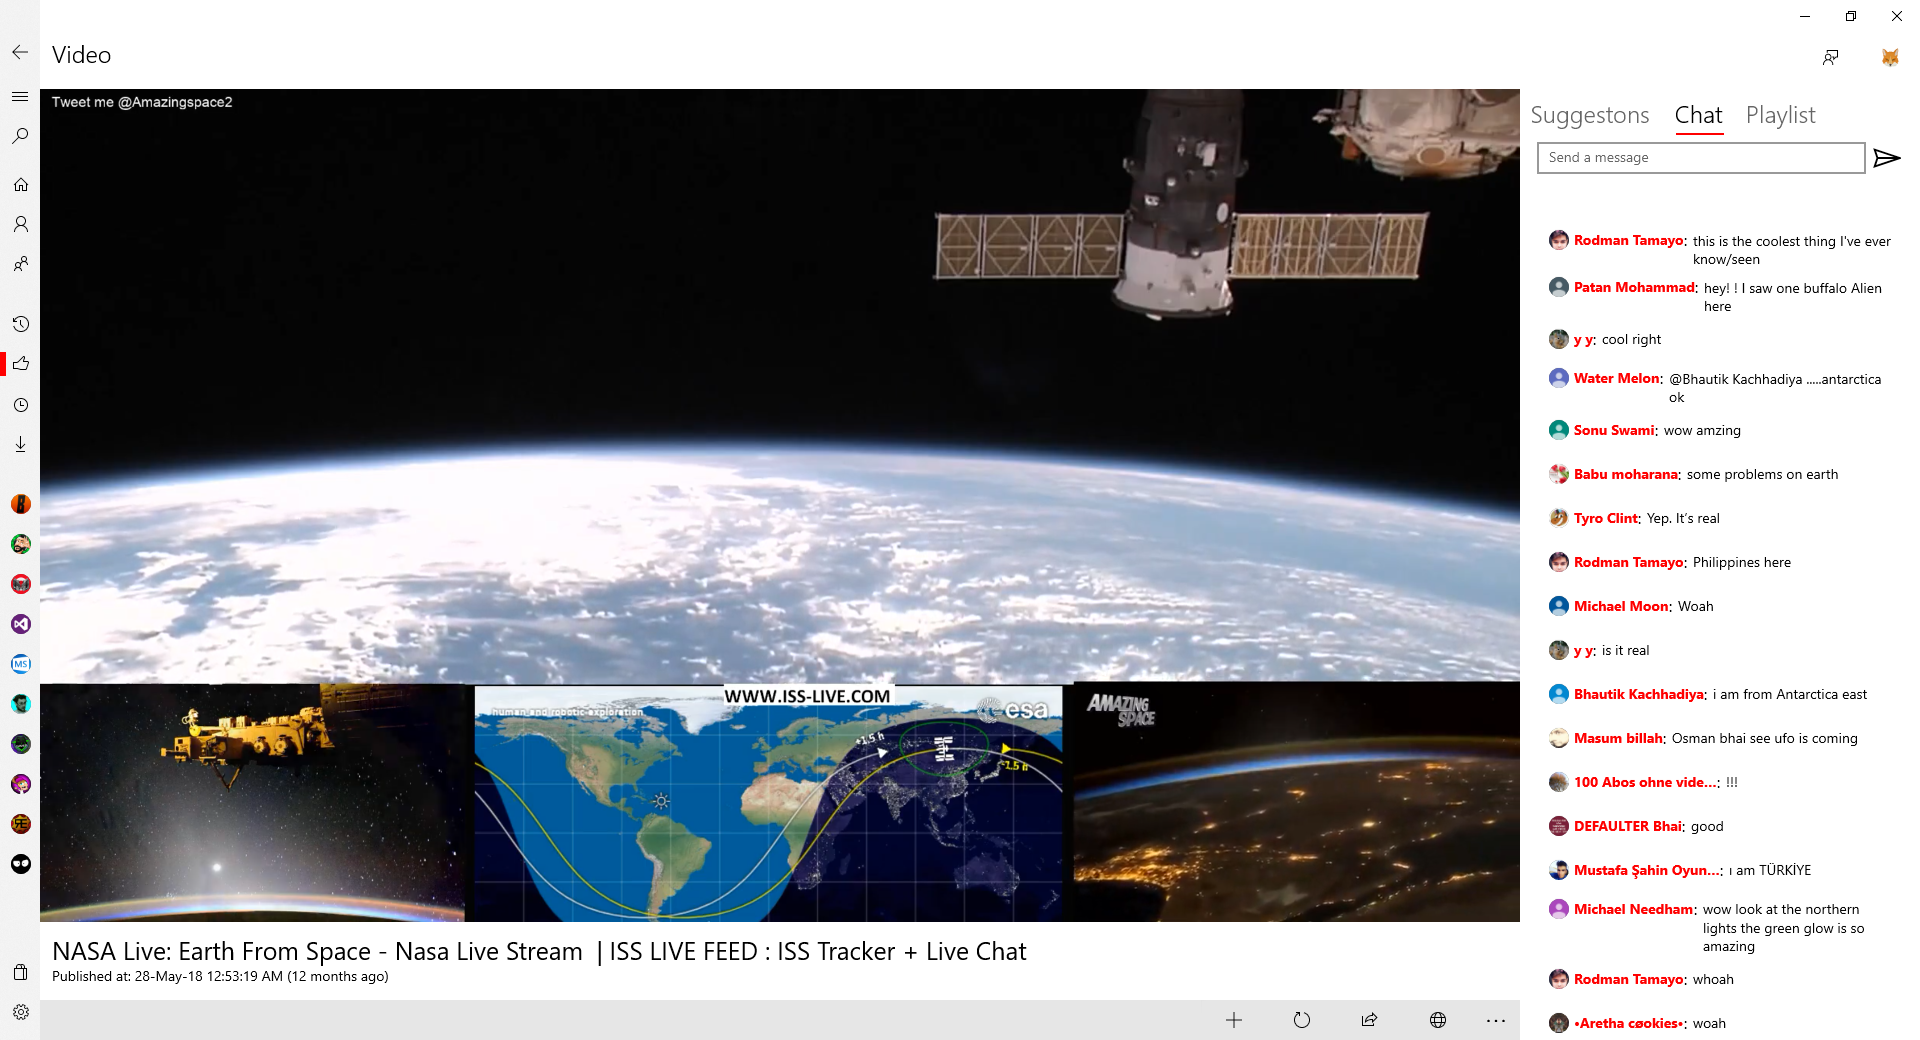 Video
Tweet me @Amazingspace2
Suggestons Chat Playlist
Send a message
Rodman Tamayo: this is the coolest thing I've ever
know/seen
Patan Mohammad: hey! ! I saw one buffalo Alien
here
y y: cool right
Water Melon: @Bhautik Kachhadiya .....antarctica
ok
Sonu Swami: wow amzing
Babu moharana: some problems on earth
Tyro Clint: Yep. It’s real
Rodman Tamayo: Philippines here
Michael Moon: Woah
y y: is it real
Bhautik Kachhadiya: i am from Antarctica east
Masum billah: Osman bhai see ufo is coming
100 Abos ohne vide...: !!!
DEFAULTER Bhai: good
Mustafa Şahin Oyun...: ı am TÜRKİYE
Michael Needham: wow look at the northern
lights the green glow is so
amazing
Rodman Tamayo: whoah
•Aretha cøokies•: woah
MS
WWW.ISS-LIVE.COM
human and robotic exploration
esa
+1.5 h
-1.5 h
AMAZING
SPACE
NASA Live: Earth From Space - Nasa Live Stream | ISS LIVE FEED : ISS Tracker + Live Chat
Published at: 28-May-18 12:53:19 AM (12 months ago)